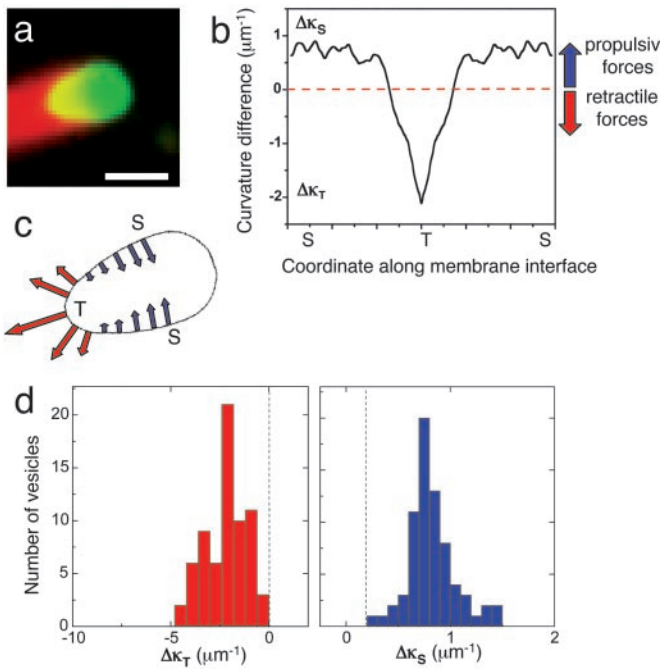 a
b
Δκ_S
propulsiv
forces
retractile
forces
Curvature difference (μm⁻¹)
1
0
-1
-2
Δκ_T
S
T
S
Coordinate along membrane interface
c
S
T
S
d
Number of vesicles
20
15
10
5
0
-10
-5
0
Δκ_T (μm⁻¹)
0
1
2
Δκ_S (μm⁻¹)